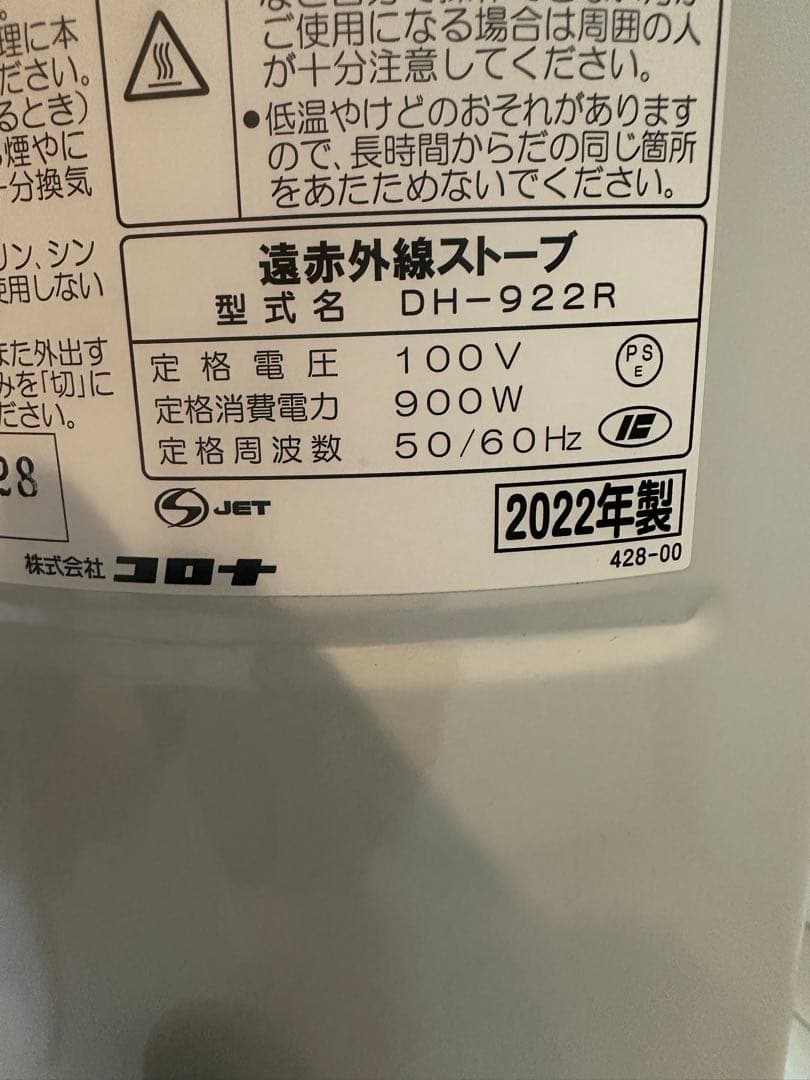 理に本
ださい。
るとき)
煙やに
十分換気
リン、シン
使用しない
また外出す
みを「切」に
ださい。
28
ご使用になる場合は周囲の人
が十分注意してください。
●低温やけどのおそれがあります
ので、長時間からだの同じ箇所
をあたためないでください。
遠赤外線ストーブ
型式名 DH-922R
定格電圧 100V
定格消費電力 900W
定格周波数 50/60Hz
PS
E
JET
2022年製
428-00
株式会社 コロナ